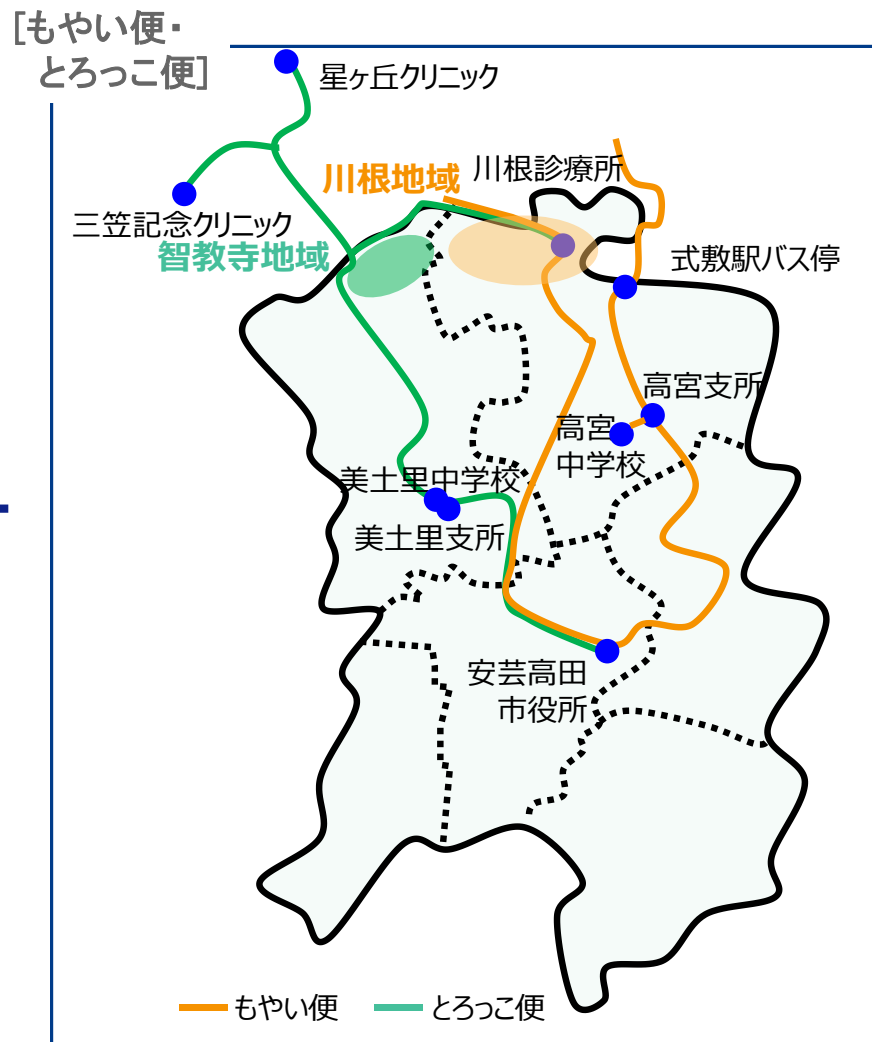 [もやい便・
とろっこ便]
星ヶ丘クリニック
川根地域
川根診療所
三笠記念クリニック
智教寺地域
式敷駅バス停
高宮支所
高宮
中学校
美土里中学校
美土里支所
安芸高田
市役所
もやい便
とろっこ便